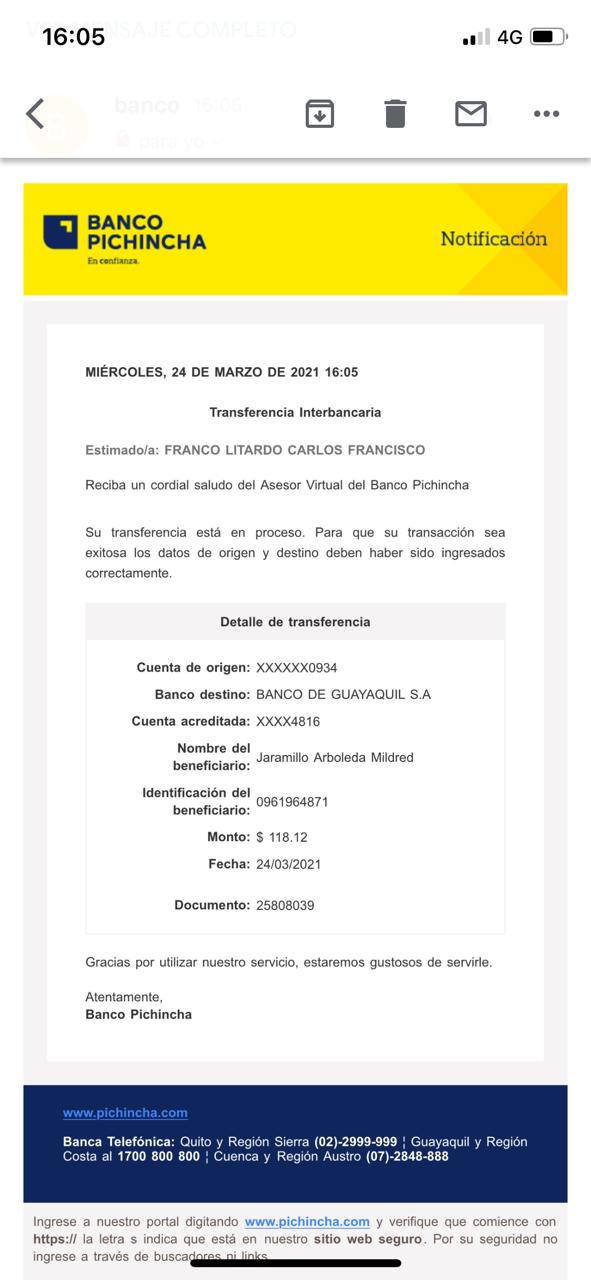 VER MENSAJE COMPLETO
16:05
4G
banco 16:05
para yo
BANCO
PICHINCHA
En confianza.
Notificación
MIÉRCOLES, 24 DE MARZO DE 2021 16:05
Transferencia Interbancaria
Estimado/a: FRANCO LITARDO CARLOS FRANCISCO
Reciba un cordial saludo del Asesor Virtual del Banco Pichincha
Su transferencia está en proceso. Para que su transacción sea
exitosa los datos de origen y destino deben haber sido ingresados
correctamente.
Detalle de transferencia
Cuenta de origen: XXXXXX0934
Banco destino: BANCO DE GUAYAQUIL S.A
Cuenta acreditada: XXXX4816
Nombre del
beneficiario: Jaramillo Arboleda Mildred
Identificación del
beneficiario: 0961964871
Monto: $ 118.12
Fecha: 24/03/2021
Documento: 25808039
Gracias por utilizar nuestro servicio, estaremos gustosos de servirle.
Atentamente,
Banco Pichincha
www.pichincha.com
Banca Telefónica: Quito y Región Sierra (02)-2999-999 ¦ Guayaquil y Región
Costa al 1700 800 800 ¦ Cuenca y Región Austro (07)-2848-888
Ingrese a nuestro portal digitando www.pichincha.com y verifique que comience con
https:// la letra s indica que está en nuestro sitio web seguro. Por su seguridad no
ingrese a través de buscadores ni links